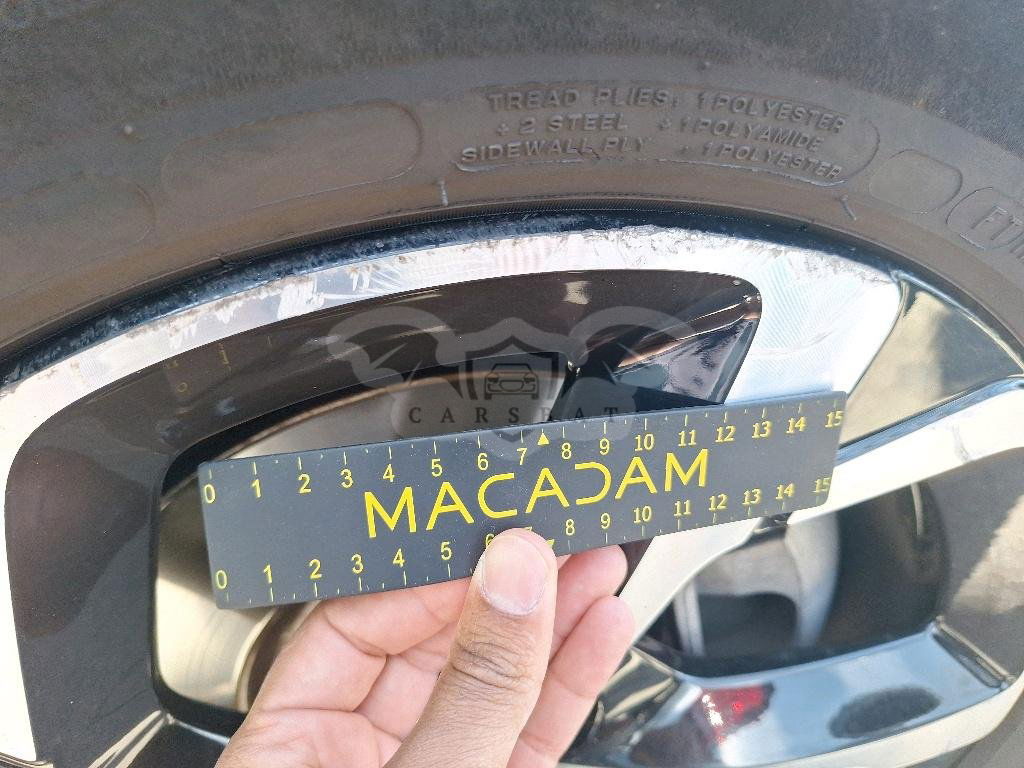 TREAD PLIES: 1 POLYESTER
+ 2 STEEL + 1 POLYAMIDE
SIDEWALL PLY 1 POLYESTER
CARSBAT
0 1 2 3 4 5 6 7 8 9 10 11 12 13 14 15
MACADAM
0 1 2 3 4 5 6 7 8 9 10 11 12 13 14 15